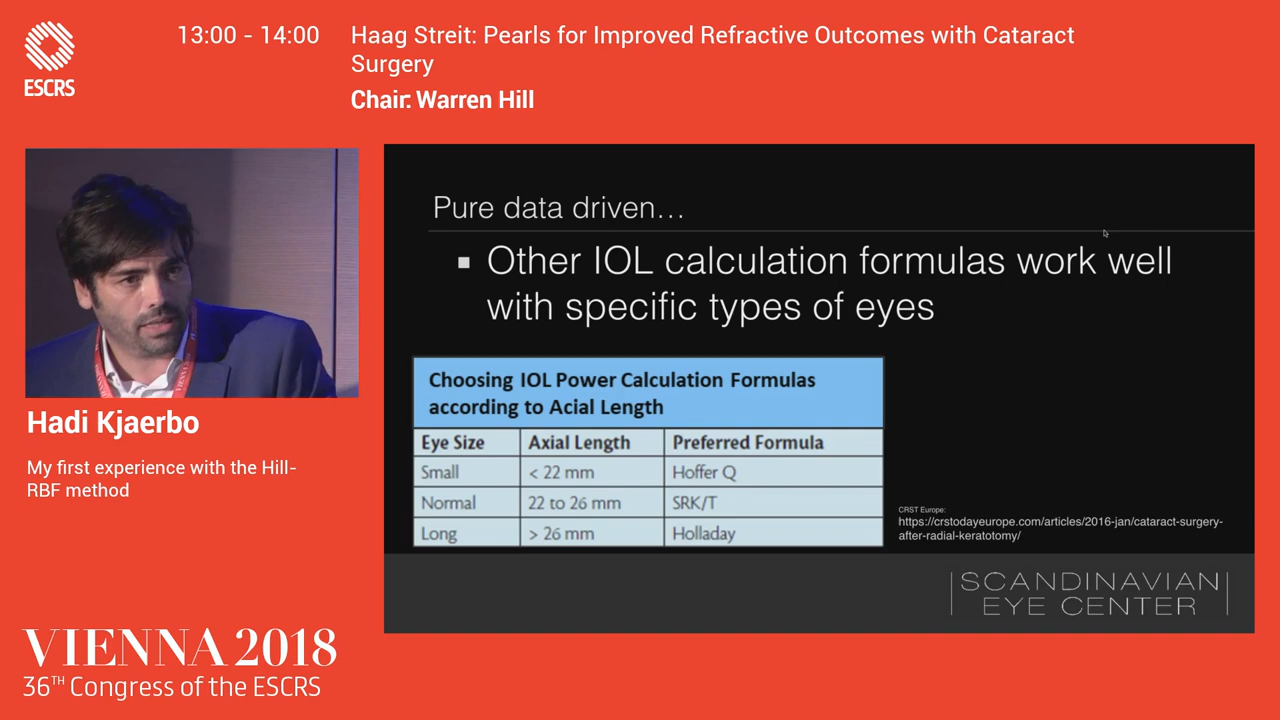 ESCRS
13:00 - 14:00
Haag Streit: Pearls for Improved Refractive Outcomes with Cataract
Surgery
Chair: Warren Hill
Hadi Kjaerbo
My first experience with the Hill-
RBF method
VIENNA 2018
36TH Congress of the ESCRS
Pure data driven...
▪ Other IOL calculation formulas work well
with specific types of eyes
Choosing IOL Power Calculation Formulas
according to Acial Length
Eye Size Axial Length Preferred Formula
Small < 22 mm Hoffer Q
Normal 22 to 26 mm SRK/T
Long > 26 mm Holladay
CRST Europe:
https://crstodayeurope.com/articles/2016-jan/cataract-surgery-
after-radial-keratotomy/
SCANDINAVIAN
EYE CENTER